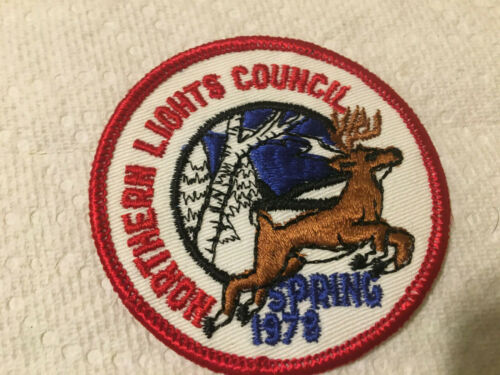 NORTHERN LIGHTS COUNCIL
SPRING
1978